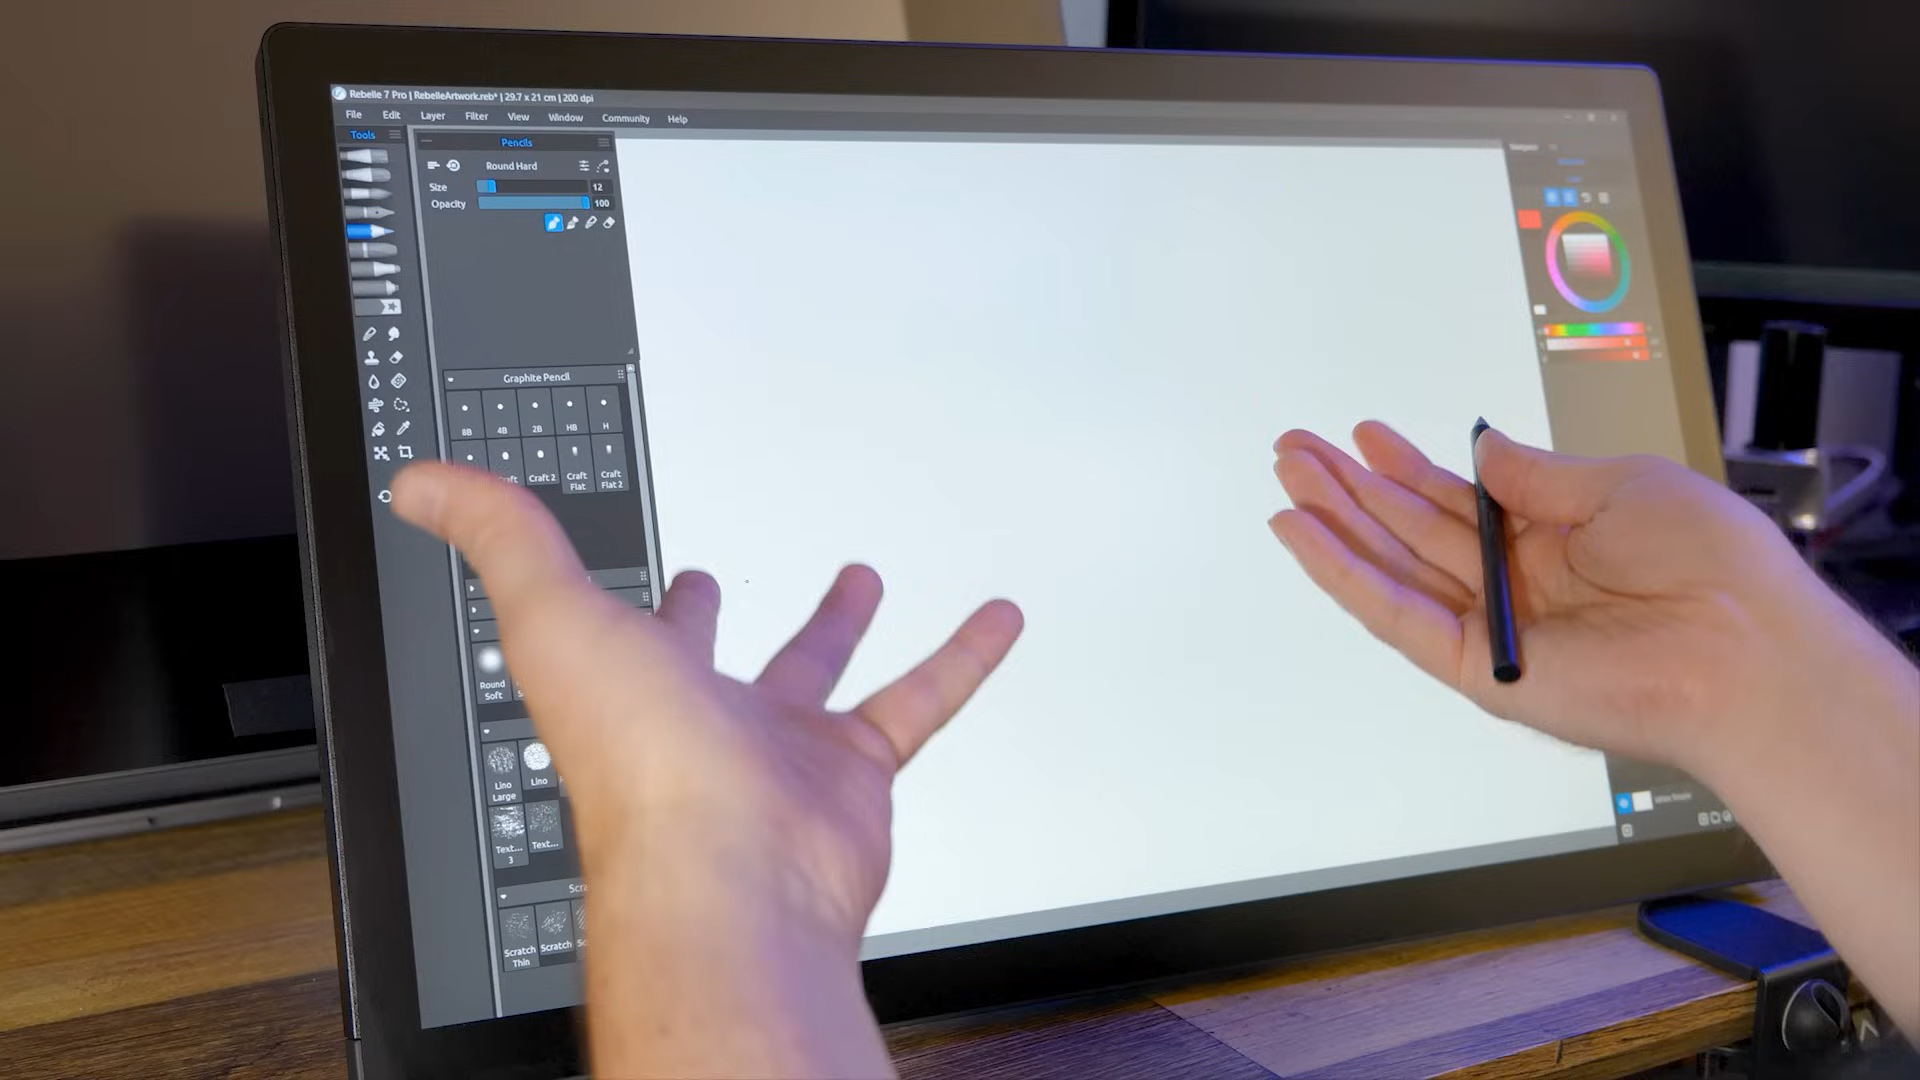 Rebelle 7 Pro | RebelleArtwork.reb* | 29.7 x 21 cm | 200 dpi
File Edit Layer Filter View Window Community Help
Tools
Pencils
Round Hard
Size 12
Opacity 100
Graphite Pencil
8B 4B 2B HB H
Craft 2 Craft Flat Craft Flat 2
Round Soft
Lino Large Lino
Text... 3 Text...
Scratch Thin Scratch